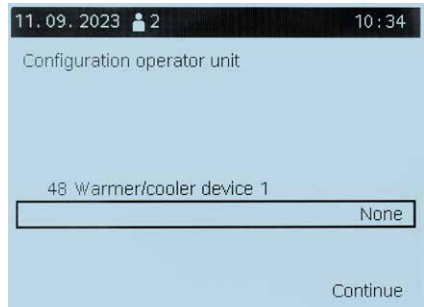 11.09.2023 2 10:34
Configuration operator unit
48 Warmer/cooler device 1
None
Continue